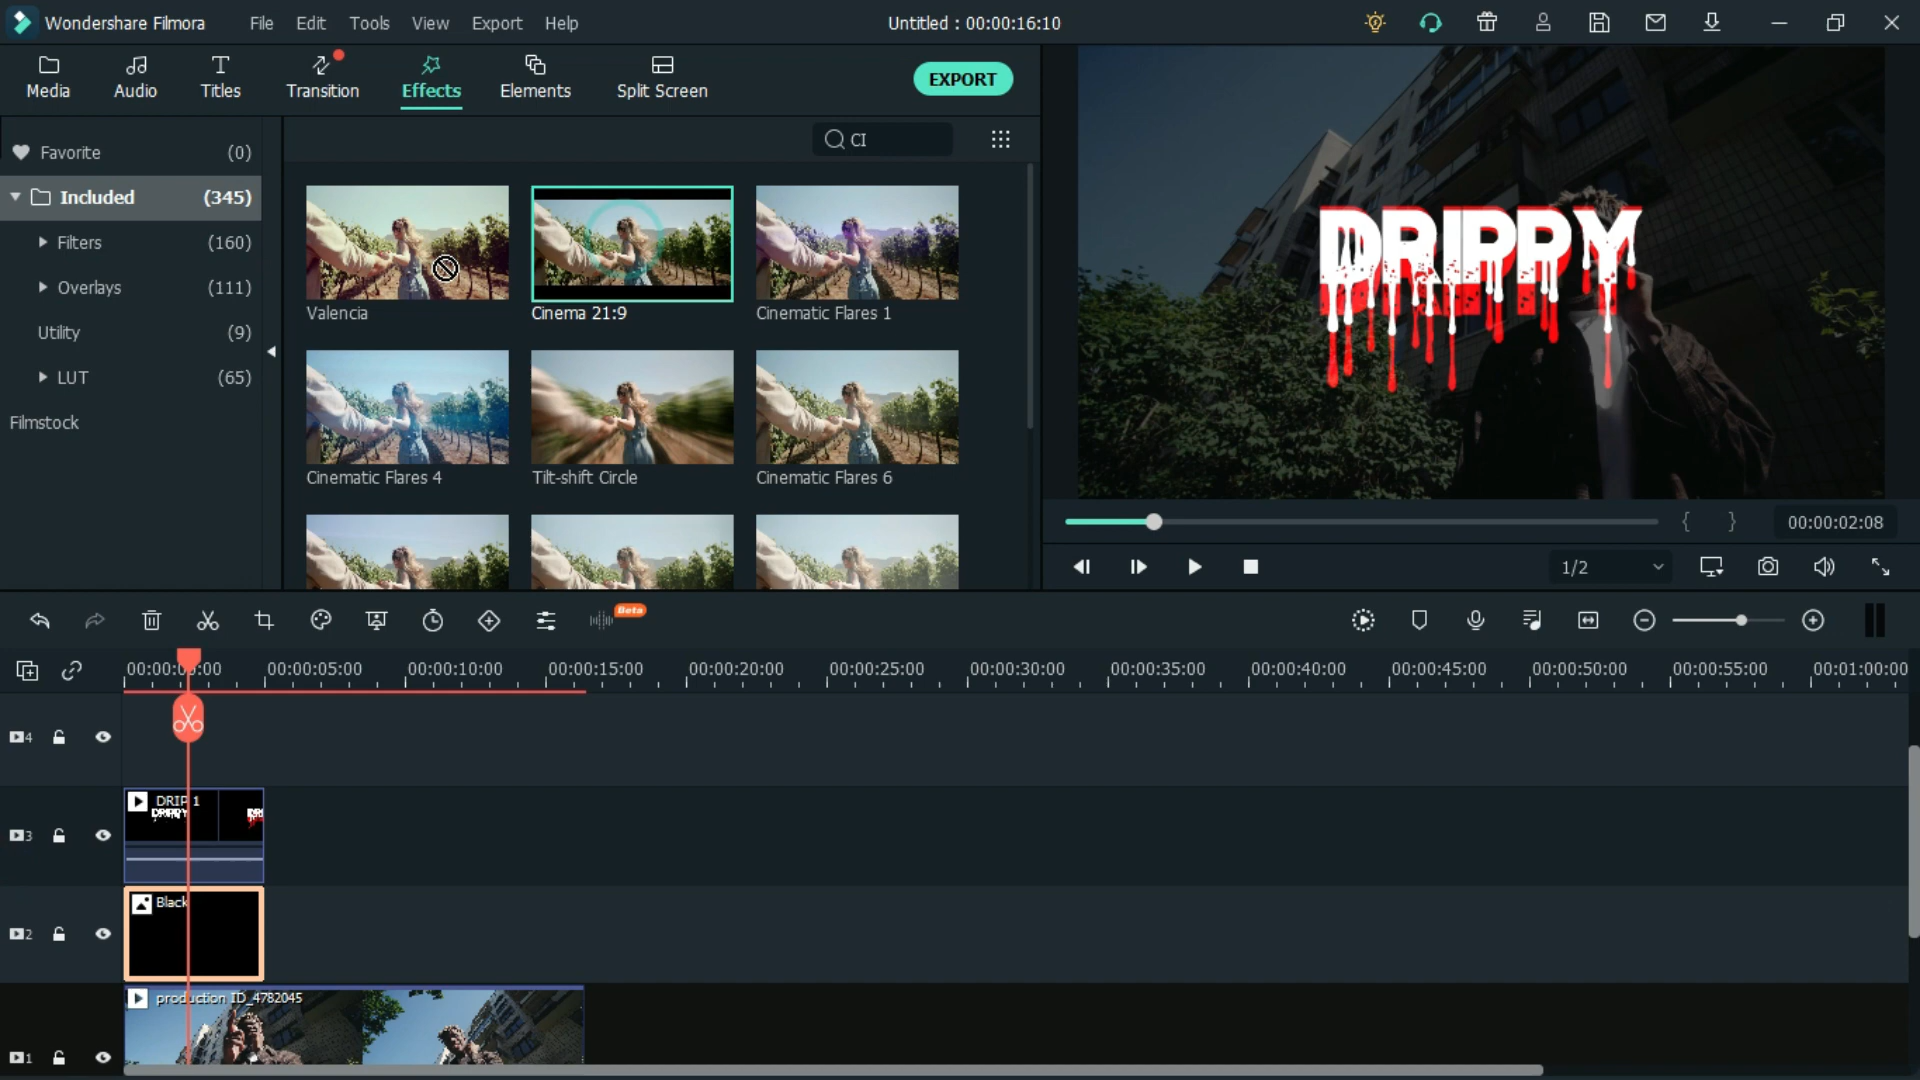 Wondershare Filmora
File Edit Tools View Export Help
Untitled : 00:00:16:10
Media Audio Titles Transition Effects Elements Split Screen
EXPORT
Favorite (0)
CI
Included (345)
Filters (160)
Overlays (111)
Utility (9)
LUT (65)
Filmstock
Valencia Cinema 21:9 Cinematic Flares 1
Cinematic Flares 4 Tilt-shift Circle Cinematic Flares 6
DRIPPY
{ } 00:00:02:08
1/2
Beta
00:00:00:00 00:00:05:00 00:00:10:00 00:00:15:00 00:00:20:00 00:00:25:00 00:00:30:00 00:00:35:00 00:00:40:00 00:00:45:00 00:00:50:00 00:00:55:00 00:01:00:00
4
DRIP 1
DRIPPY
3
Black
2
production ID_4782045
1